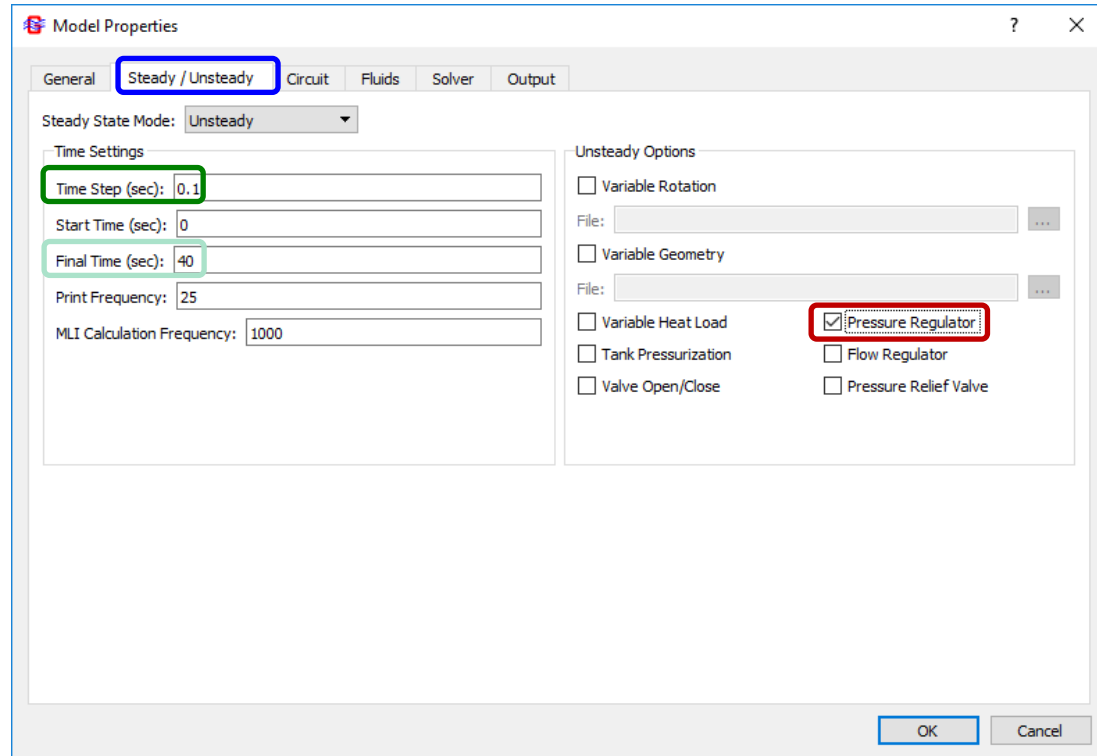 Model Properties
?
General Steady / Unsteady Circuit Fluids Solver Output
Steady State Mode: Unsteady
Time Settings
Time Step (sec): 0.1
Start Time (sec): 0
Final Time (sec): 40
Print Frequency: 25
MLI Calculation Frequency: 1000
Unsteady Options
Variable Rotation
File: ...
Variable Geometry
File: ...
Variable Heat Load Pressure Regulator
Tank Pressurization Flow Regulator
Valve Open/Close Pressure Relief Valve
OK Cancel